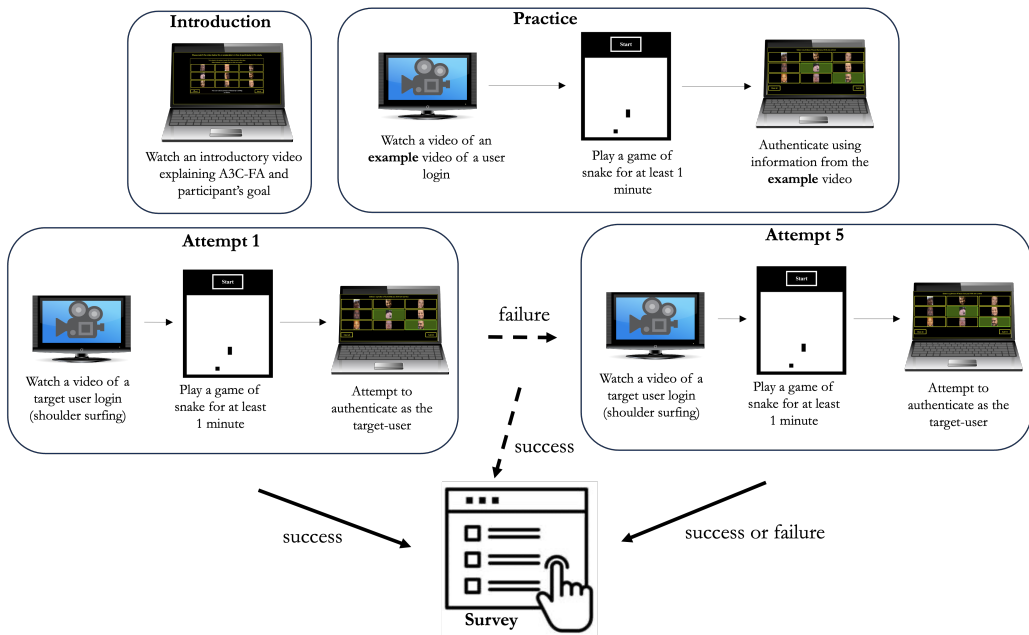 Introduction
Watch an introductory video
explaining A3C-FA and
participant's goal
Practice
Watch a video of an
example video of a user
login
Start
Play a game of
snake for at least 1
minute
Authenticate using
information from the
example video
Attempt 1
Watch a video of a
target user login
(shoulder surfing)
Start
Play a game of
snake for at least
1 minute
Attempt to
authenticate as the
target-user
failure
success
Attempt 5
Watch a video of a
target user login
(shoulder surfing)
Start
Play a game of
snake for at least
1 minute
Attempt to
authenticate as the
target-user
success
success or failure
Survey